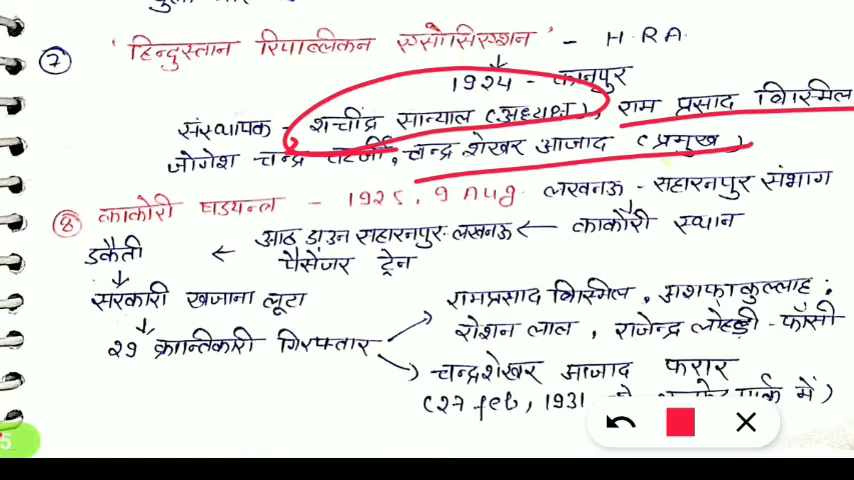 ⑦ 'हिन्दुस्तान रिपब्लिकन एसोसिएशन' - H.R.A.
1924 - कानपुर
संस्थापक - शचींद्र सान्याल (अध्यक्ष), राम प्रसाद बिस्मिल
जोगेश चन्द्र चटर्जी, चन्द्र शेखर आजाद (प्रमुख)
⑧ काकोरी षडयन्त्र - 1925, 9 Aug. लखनऊ - सहारनपुर संभाग
डकैती ← आठ डाउन सहारनपुर-लखनऊ ← काकोरी स्थान
पैसेंजर ट्रेन
सरकारी खजाना लूटा
रामप्रसाद बिस्मिल, अशफाकुल्लाह
29 क्रान्तिकारी गिरफ्तार
रोशन लाल, राजेन्द्र लोहड़ी - फाँसी
चन्द्रशेखर आजाद फरार
(27 feb, 1931 में)
5